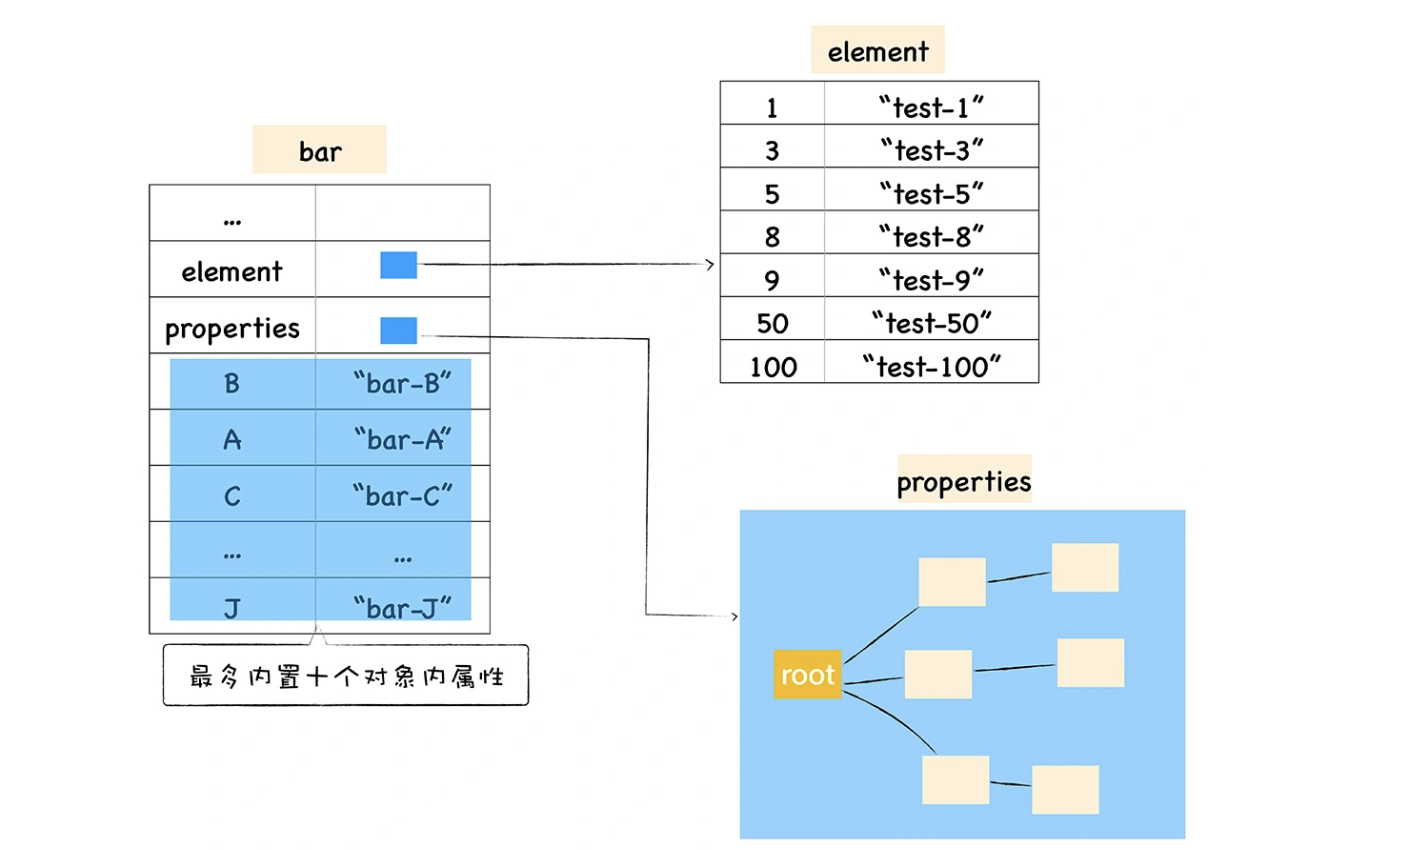 bar
...
element
properties
B “bar-B”
A “bar-A”
C “bar-C”
... ...
J “bar-J”
最多内置十个对象内属性
element
1 “test-1”
3 “test-3”
5 “test-5”
8 “test-8”
9 “test-9”
50 “test-50”
100 “test-100”
properties
root